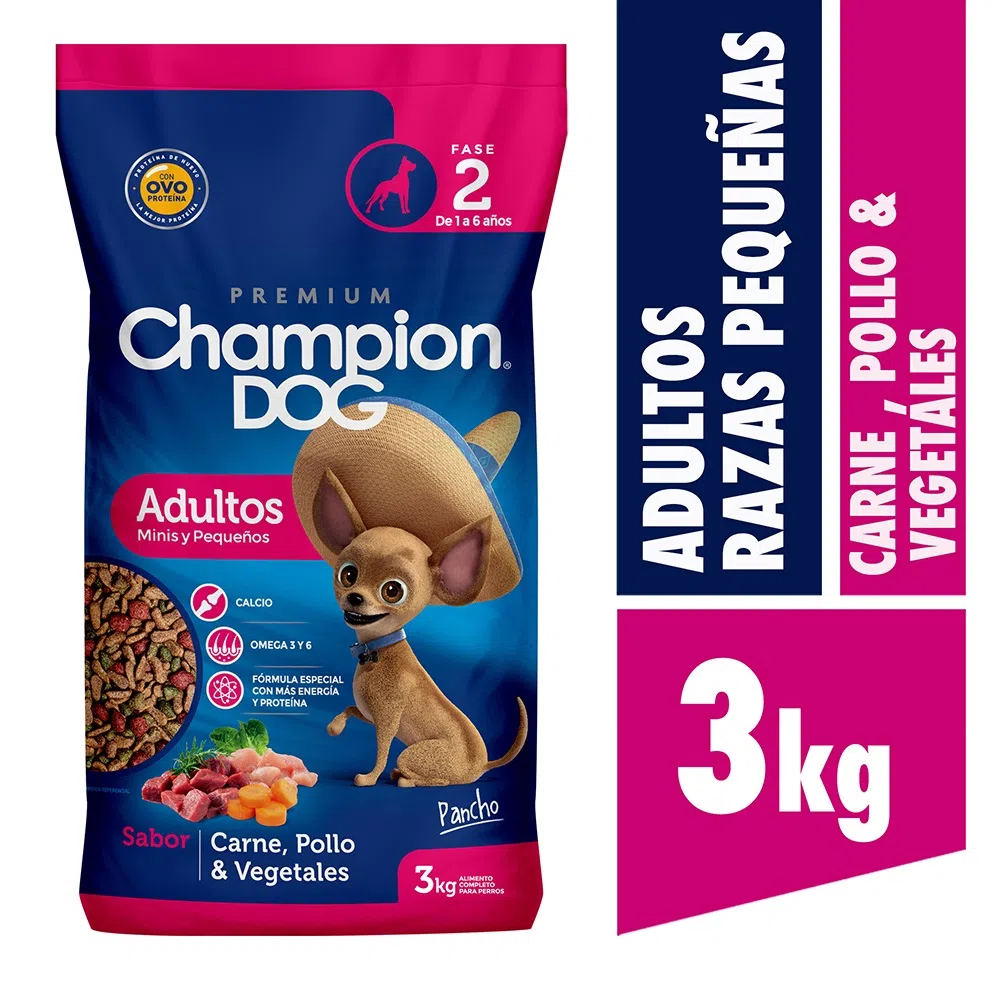 PROTEÍNA DE HUEVO
CON
OVO
PROTEÍNA
LA MEJOR PROTEÍNA
FASE
2
De 1 a 6 años
PREMIUM
Champion®
DOG
Adultos
Minis y Pequeños
CALCIO
OMEGA 3 Y 6
FÓRMULA ESPECIAL
CON MÁS ENERGÍA
Y PROTEÍNA
Pancho
Sabor
Carne, Pollo
& Vegetales
3kg
ALIMENTO
COMPLETO
PARA PERROS
ADULTOS
RAZAS PEQUEÑAS
CARNE , POLLO &
VEGETÁLES
3kg